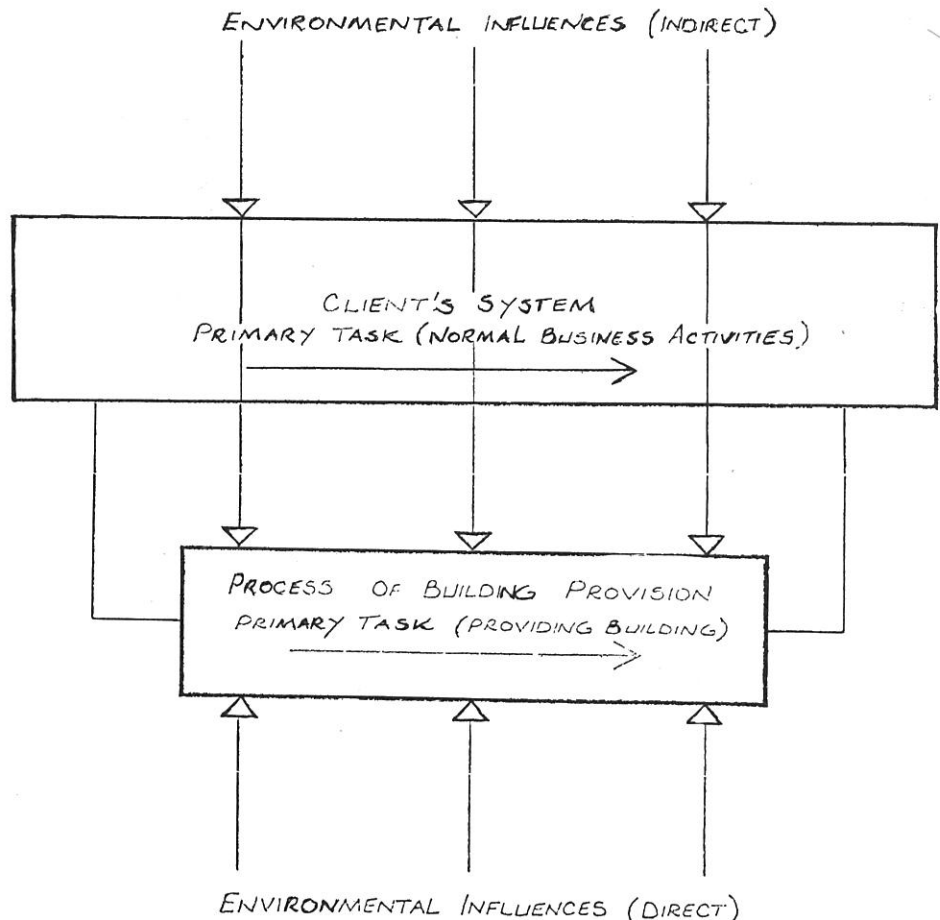 ENVIRONMENTAL INFLUENCES (INDIRECT)
CLIENT'S SYSTEM
PRIMARY TASK (NORMAL BUSINESS ACTIVITIES)
PROCESS OF BUILDING PROVISION
PRIMARY TASK (PROVIDING BUILDING)
ENVIRONMENTAL INFLUENCES (DIRECT)